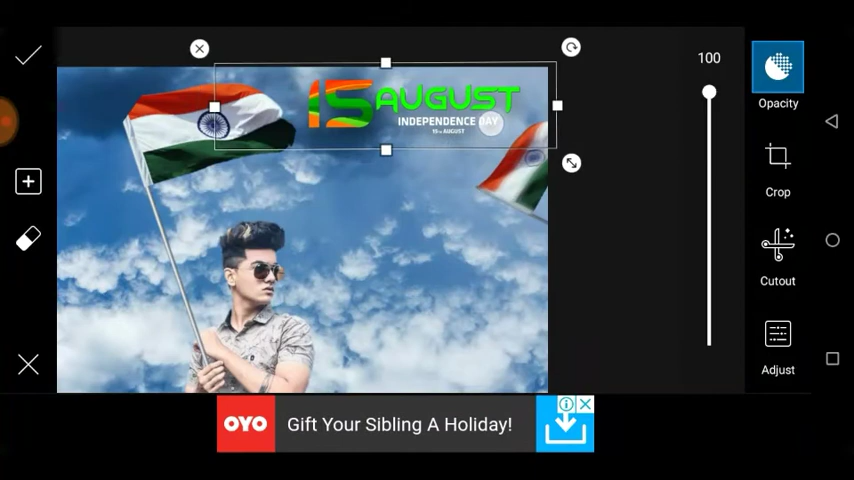 100
Opacity
15 AUGUST
INDEPENDENCE DAY
15TH AUGUST
Crop
Cutout
Adjust
OYO
Gift Your Sibling A Holiday!